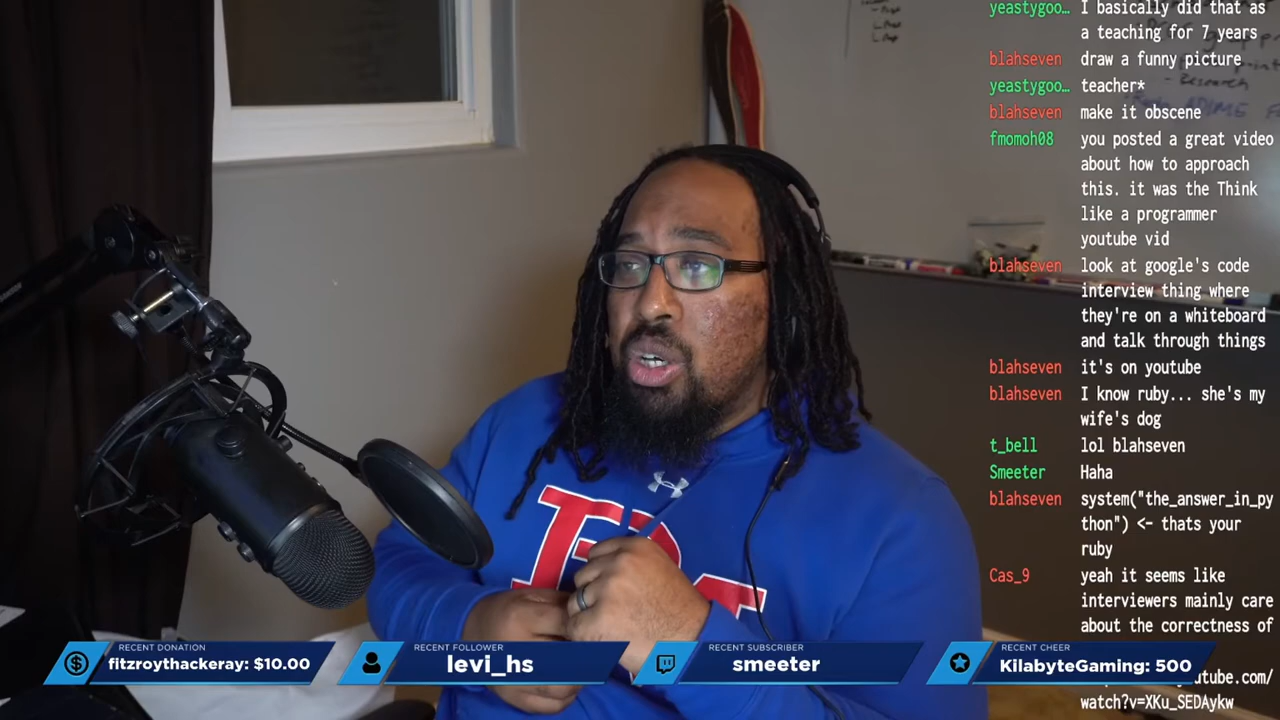 yeastygoo… I basically did that as
a teaching for 7 years
blahseven draw a funny picture
yeastygoo… teacher*
blahseven make it obscene
fmomoh08 you posted a great video
about how to approach
this. it was the Think
like a programmer
youtube vid
blahseven look at google's code
interview thing where
they're on a whiteboard
and talk through things
blahseven it's on youtube
blahseven I know ruby... she's my
wife's dog
t_bell lol blahseven
Smeeter Haha
blahseven system("the_answer_in_py
thon") <- thats your
ruby
Cas_9 yeah it seems like
interviewers mainly care
about the correctness of
utube.com/
watch?v=XKu_SEDAykw
Research
RECENT DONATION
fitzroythackeray: $10.00
RECENT FOLLOWER
levi_hs
RECENT SUBSCRIBER
smeeter
RECENT CHEER
KilabyteGaming: 500